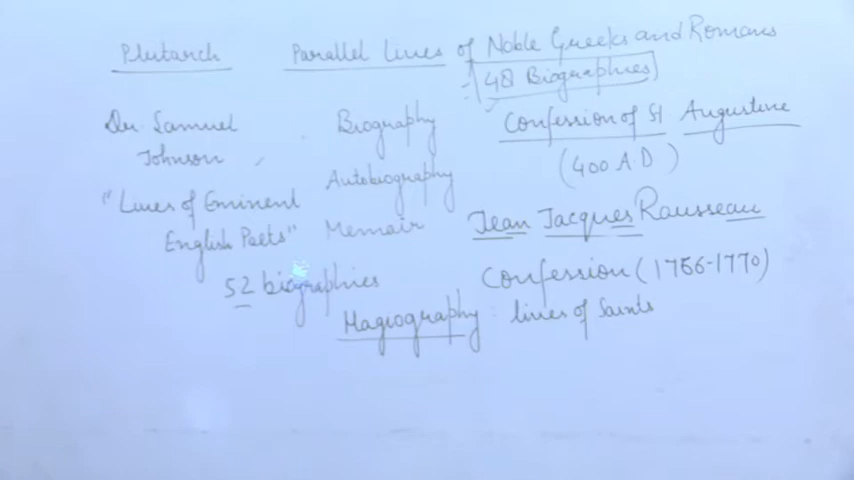 Plutarch Parallel Lives of Noble Greeks and Romans
48 Biographies
Dr. Samuel Johnson
"Lives of Eminent English Poets"
52 biographies
Biography
Autobiography
Memoir
Hagiography : lives of Saints
Confession of St. Augustine
(400 A.D)
Jean Jacques Rausseau
Confession (1766-1770)